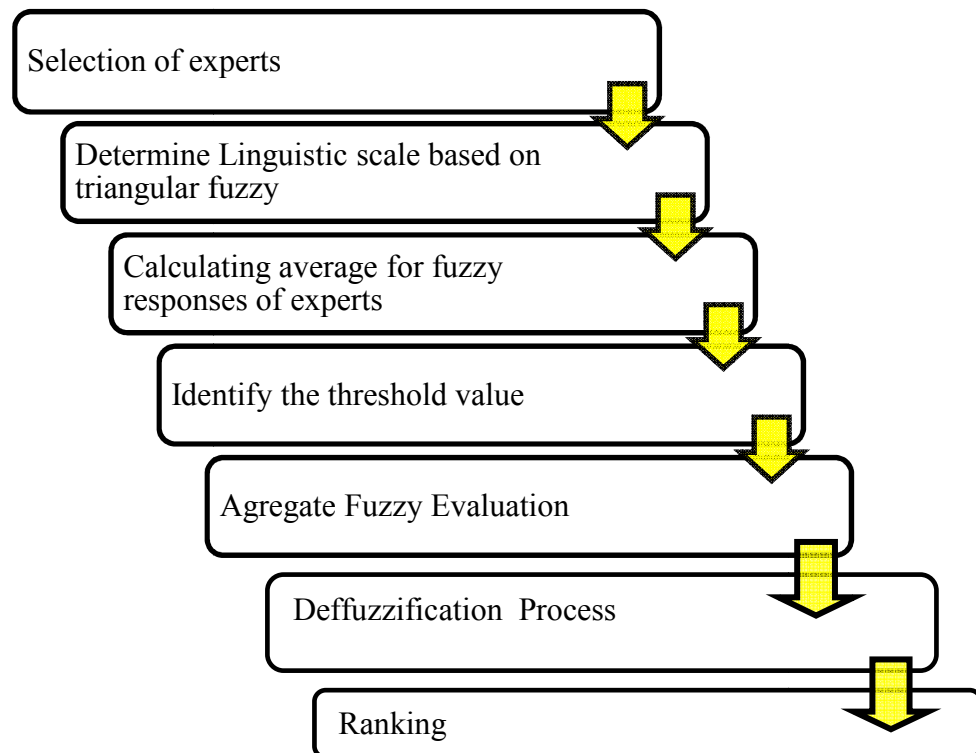 Selection of experts
Determine Linguistic scale based on
triangular fuzzy
Calculating average for fuzzy
responses of experts
Identify the threshold value
Agregate Fuzzy Evaluation
Deffuzzification Process
Ranking